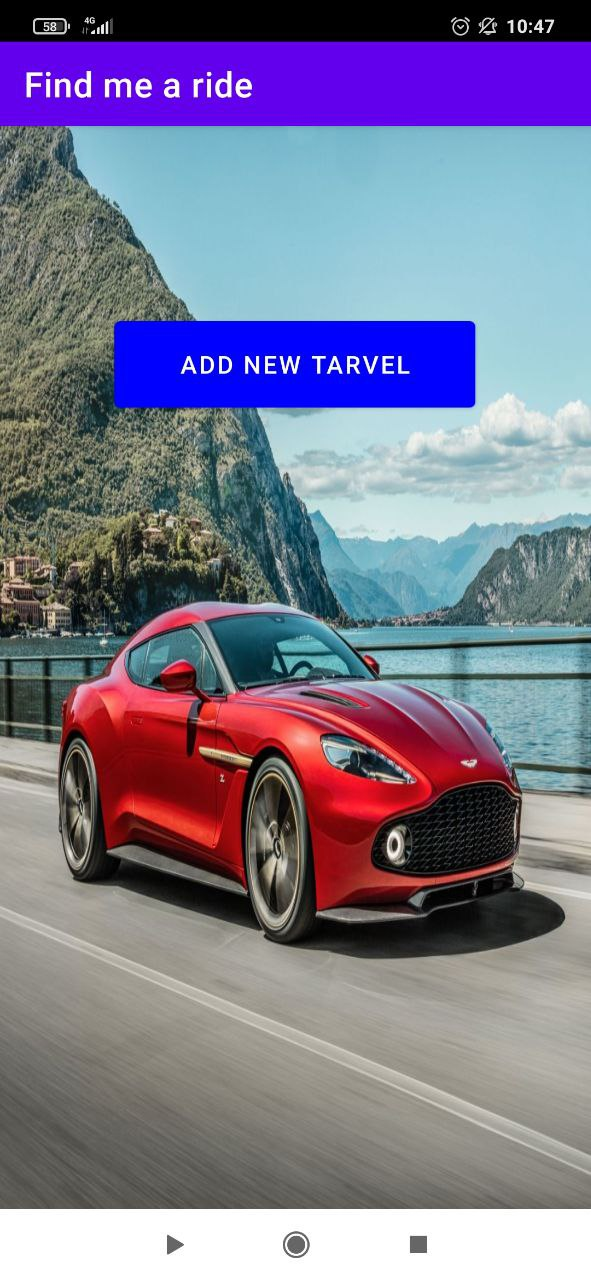 58 4G 10:47
Find me a ride
ADD NEW TARVEL